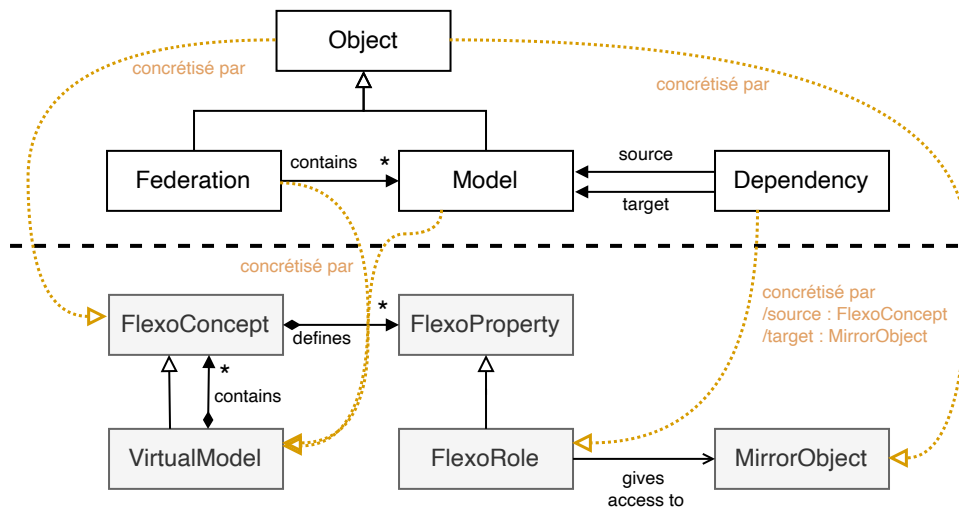 Object
concrétisé par
concrétisé par
contains
*
source
Federation
Model
Dependency
target
concrétisé par
concrétisé par
/source : FlexoConcept
/target : MirrorObject
*
FlexoConcept
FlexoProperty
defines
*
contains
VirtualModel
FlexoRole
MirrorObject
gives
access to